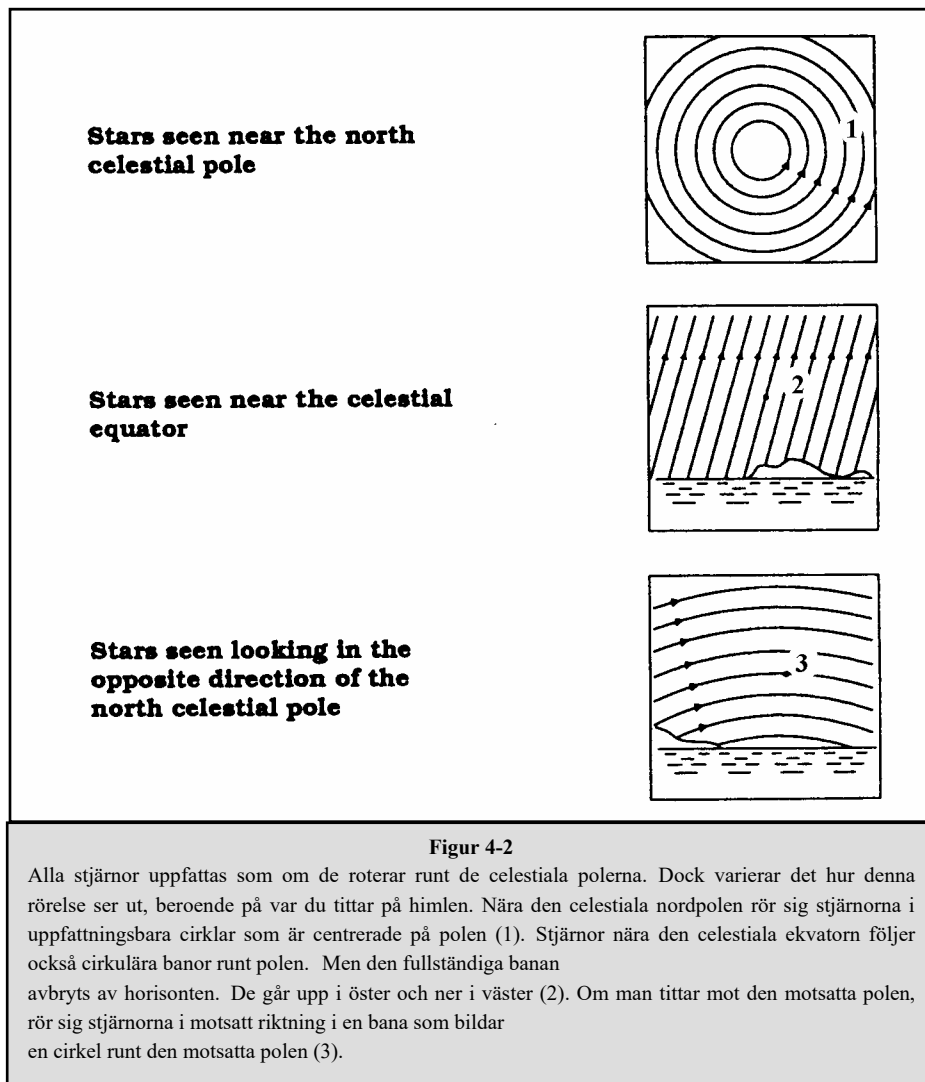 Stars seen near the north
celestial pole
1
Stars seen near the celestial
equator
2
Stars seen looking in the
opposite direction of the
north celestial pole
3
Figur 4-2
Alla stjärnor uppfattas som om de roterar runt de celestiala polerna. Dock varierar det hur denna
rörelse ser ut, beroende på var du tittar på himlen. Nära den celestiala nordpolen rör sig stjärnorna i
uppfattningsbara cirklar som är centrerade på polen (1). Stjärnor nära den celestiala ekvatorn följer
också cirkulära banor runt polen. Men den fullständiga banan
avbryts av horisonten. De går upp i öster och ner i väster (2). Om man tittar mot den motsatta polen,
rör sig stjärnorna i motsatt riktning i en bana som bildar
en cirkel runt den motsatta polen (3).